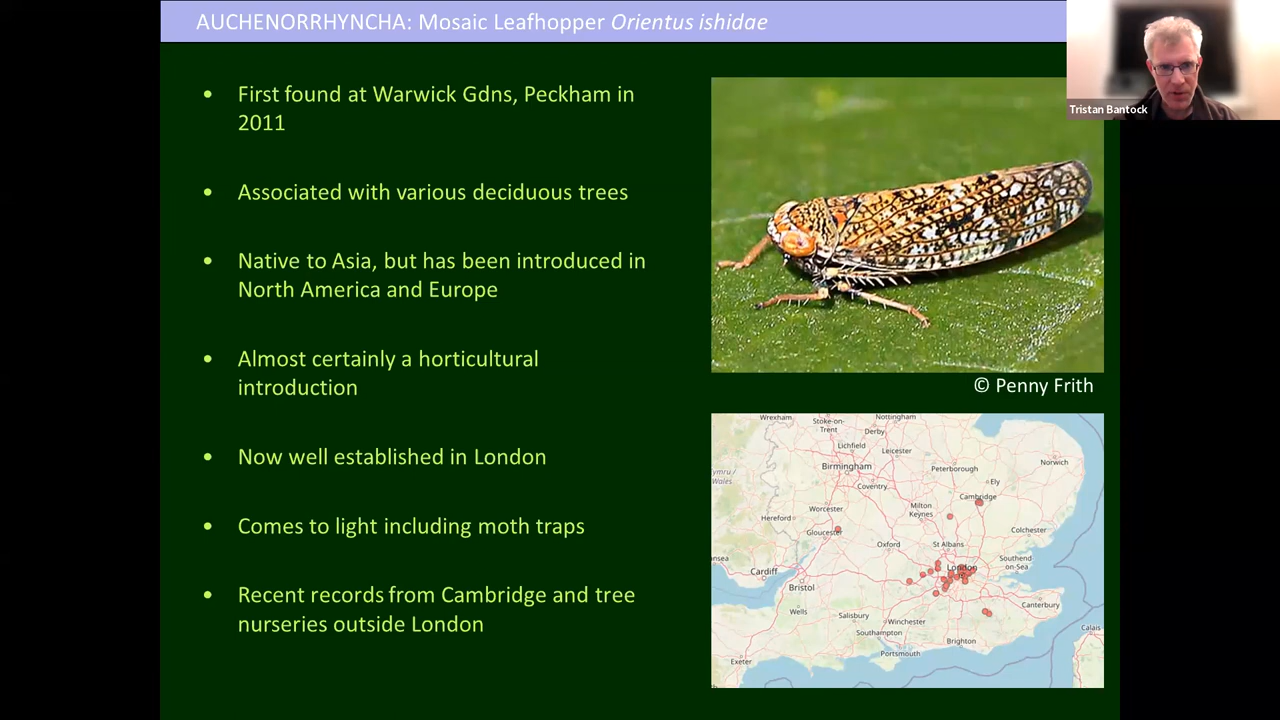 AUCHENORRHYNCHA: Mosaic Leafhopper Orientus ishidae
Tristan Bantock
• First found at Warwick Gdns, Peckham in
2011
• Associated with various deciduous trees
• Native to Asia, but has been introduced in
North America and Europe
• Almost certainly a horticultural
introduction
• Now well established in London
• Comes to light including moth traps
• Recent records from Cambridge and tree
nurseries outside London
© Penny Frith
Wrexham
Stoke-on-
Trent
Nottingham
Derby
Lichfield
Leicester
Norwich
Peterborough
Birmingham
Cymru /
Wales
Coventry
Ely
Cambridge
Worcester
Milton
Keynes
Hereford
Colchester
Gloucester
Oxford
St Albans
Southend
-on-Sea
Cardiff
London
Bristol
Canterbury
Wells
Salisbury
Winchester
Calais
Southampton
Brighton
Portsmouth
Exeter